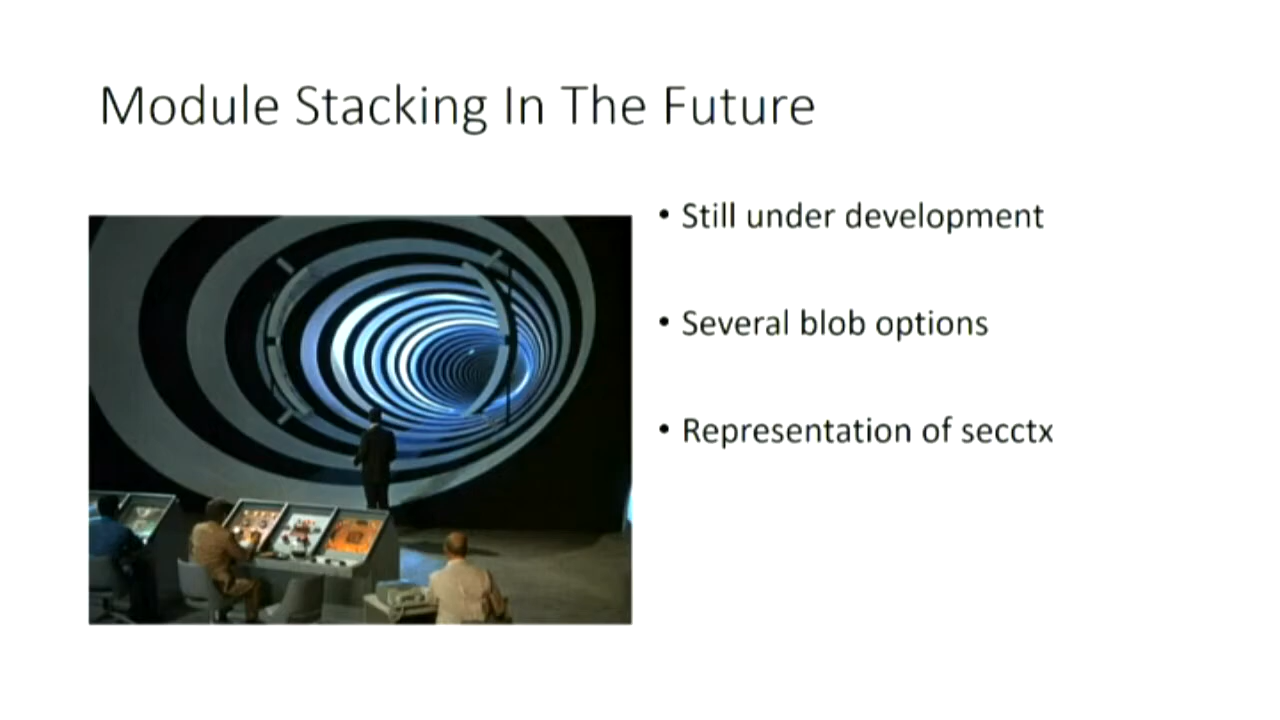 Module Stacking In The Future
• Still under development
• Several blob options
• Representation of secctx